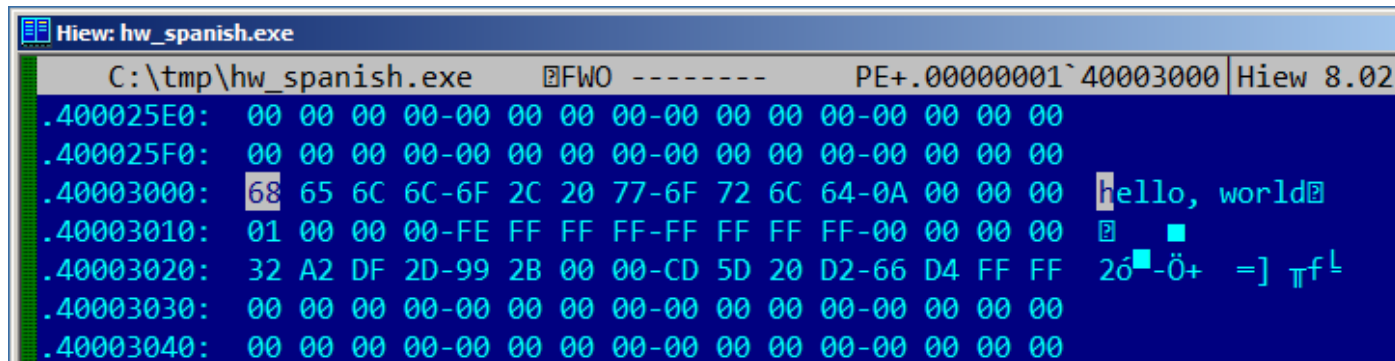 Hiew: hw_spanish.exe
C:\tmp\hw_spanish.exe FWO -------- PE+.00000001`40003000|Hiew 8.02
.400025E0: 00 00 00 00-00 00 00 00-00 00 00 00-00 00 00 00
.400025F0: 00 00 00 00-00 00 00 00-00 00 00 00-00 00 00 00
.40003000: 68 65 6C 6C-6F 2C 20 77-6F 72 6C 64-0A 00 00 00 hello, world
.40003010: 01 00 00 00-FE FF FF FF-FF FF FF FF-00 00 00 00 ■
.40003020: 32 A2 DF 2D-99 2B 00 00-CD 5D 20 D2-66 D4 FF FF 2ó▀-Ö+ =] ╥f╘
.40003030: 00 00 00 00-00 00 00 00-00 00 00 00-00 00 00 00
.40003040: 00 00 00 00-00 00 00 00-00 00 00 00-00 00 00 00